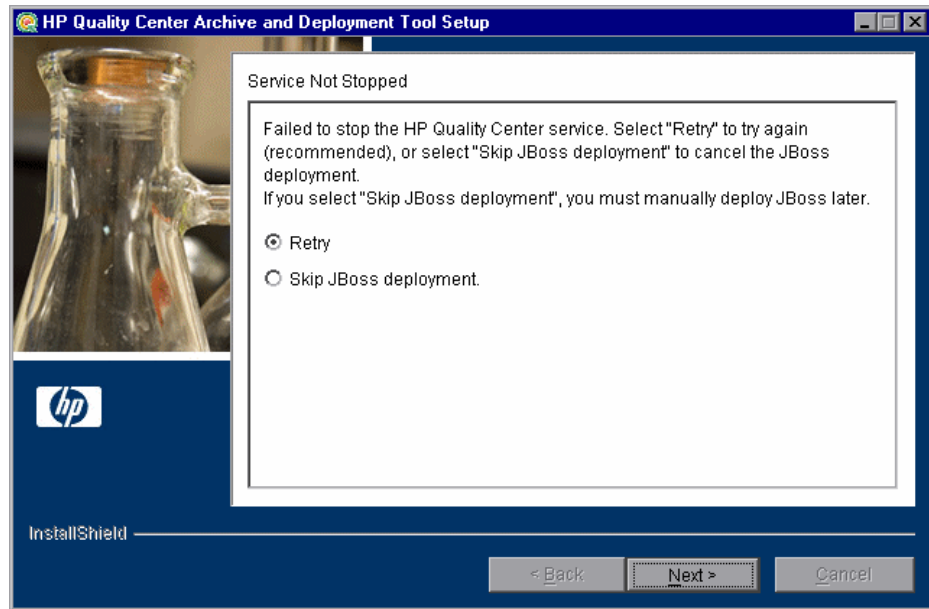 HP Quality Center Archive and Deployment Tool Setup
Service Not Stopped
Failed to stop the HP Quality Center service. Select "Retry" to try again
(recommended), or select "Skip JBoss deployment" to cancel the JBoss
deployment.
If you select "Skip JBoss deployment", you must manually deploy JBoss later.
Retry
Skip JBoss deployment.
hp
InstallShield
< Back
Next >
Cancel